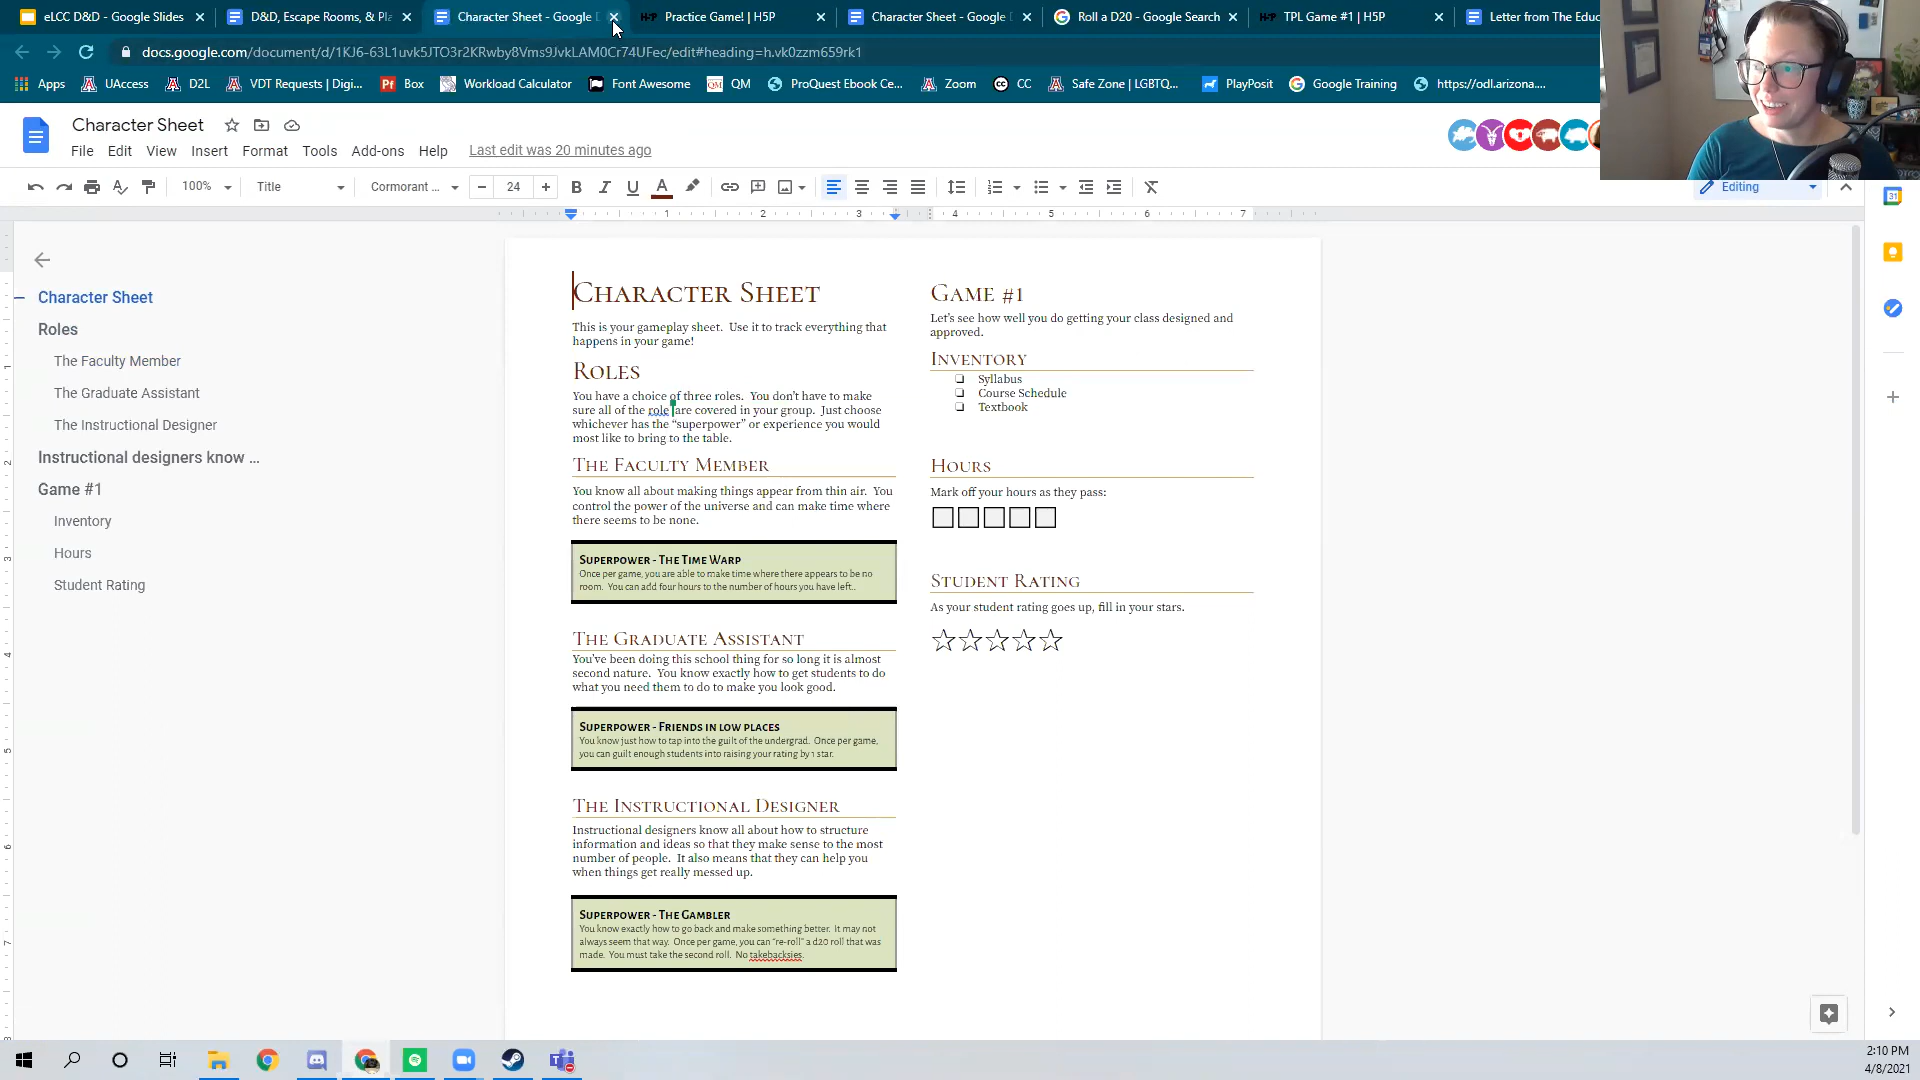 eLCC D&D - Google Slides
D&D, Escape Rooms, & Pla
Character Sheet - Google D
Practice Game! | H5P
Character Sheet - Google D
Roll a D20 - Google Search
TPL Game #1 | H5P
Letter from The Educ
docs.google.com/document/d/1KJ6-63L1uvk5JTO3r2KRwby8Vms9JvkLAM0Cr74UFec/edit#heading=h.vk0zzm659rk1
Apps
UAccess
D2L
VDT Requests | Digi...
Box
Workload Calculator
Font Awesome
QM
ProQuest Ebook Ce...
Zoom
CC
Safe Zone | LGBTQ...
PlayPosit
Google Training
https://odl.arizona....
Character Sheet
File Edit View Insert Format Tools Add-ons Help Last edit was 20 minutes ago
100% Title Cormorant ... 24 Editing
1 2 3 4 5 6 7
Character Sheet
Roles
The Faculty Member
The Graduate Assistant
The Instructional Designer
Instructional designers know ...
Game #1
Inventory
Hours
Student Rating
Character Sheet
This is your gameplay sheet. Use it to track everything that
happens in your game!
Roles
You have a choice of three roles. You don't have to make
sure all of the role are covered in your group. Just choose
whichever has the “superpower” or experience you would
most like to bring to the table.
The Faculty Member
You know all about making things appear from thin air. You
control the power of the universe and can make time where
there seems to be none.
Superpower - The Time Warp
Once per game, you are able to make time where there appears to be no
room. You can add four hours to the number of hours you have left..
The Graduate Assistant
You've been doing this school thing for so long it is almost
second nature. You know exactly how to get students to do
what you need them to do to make you look good.
Superpower - Friends in low places
You know just how to tap into the guilt of the undergrad. Once per game,
you can guilt enough students into raising your rating by 1 star.
The Instructional Designer
Instructional designers know all about how to structure
information and ideas so that they make sense to the most
number of people. It also means that they can help you
when things get really messed up.
Superpower - The Gambler
You know exactly how to go back and make something better. It may not
always seem that way. Once per game, you can “re-roll” a d20 roll that was
made. You must take the second roll. No takebacksies.
Game #1
Let's see how well you do getting your class designed and
approved.
Inventory
Syllabus
Course Schedule
Textbook
Hours
Mark off your hours as they pass:
Student Rating
As your student rating goes up, fill in your stars.
2:10 PM
4/8/2021